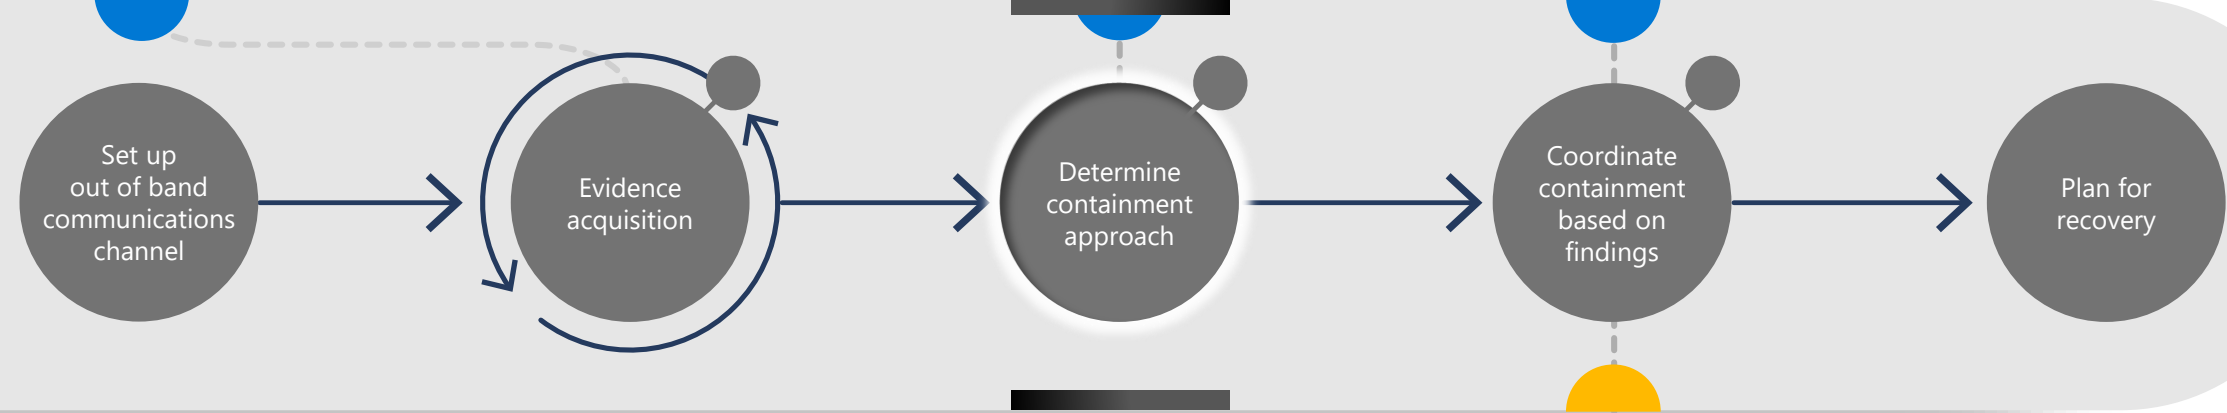 Set up
out of band
communications
channel
Evidence
acquisition
Determine
containment
approach
Coordinate
containment
based on
findings
Plan for
recovery